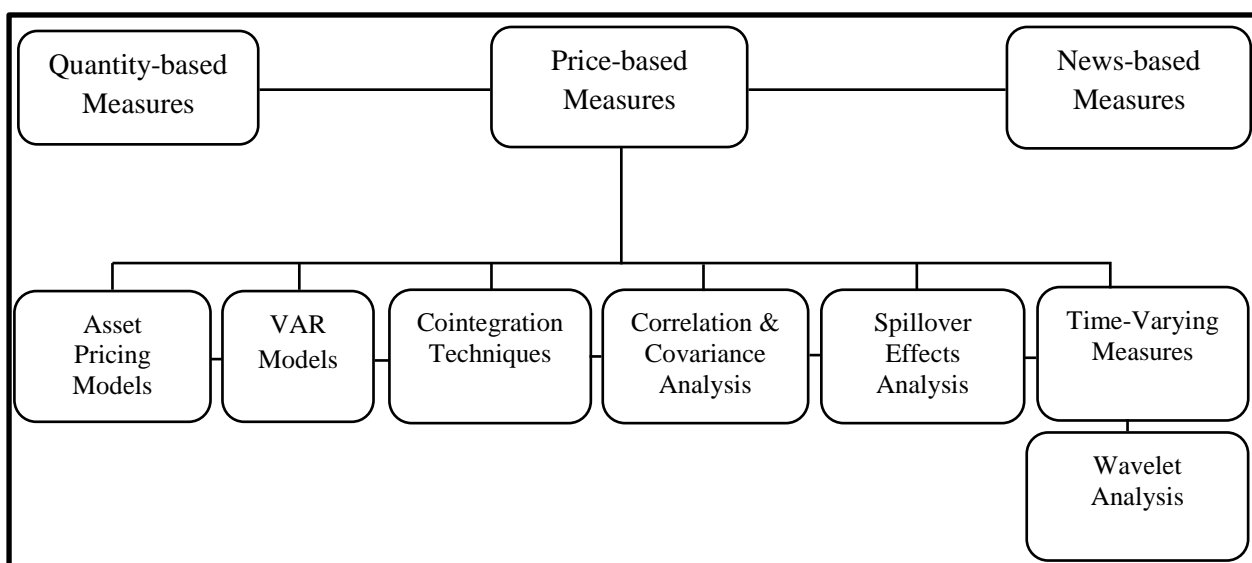 Quantity-based
Measures
Price-based
Measures
News-based
Measures
Asset
Pricing
Models
VAR
Models
Cointegration
Techniques
Correlation &
Covariance
Analysis
Spillover
Effects
Analysis
Time-Varying
Measures
Wavelet
Analysis